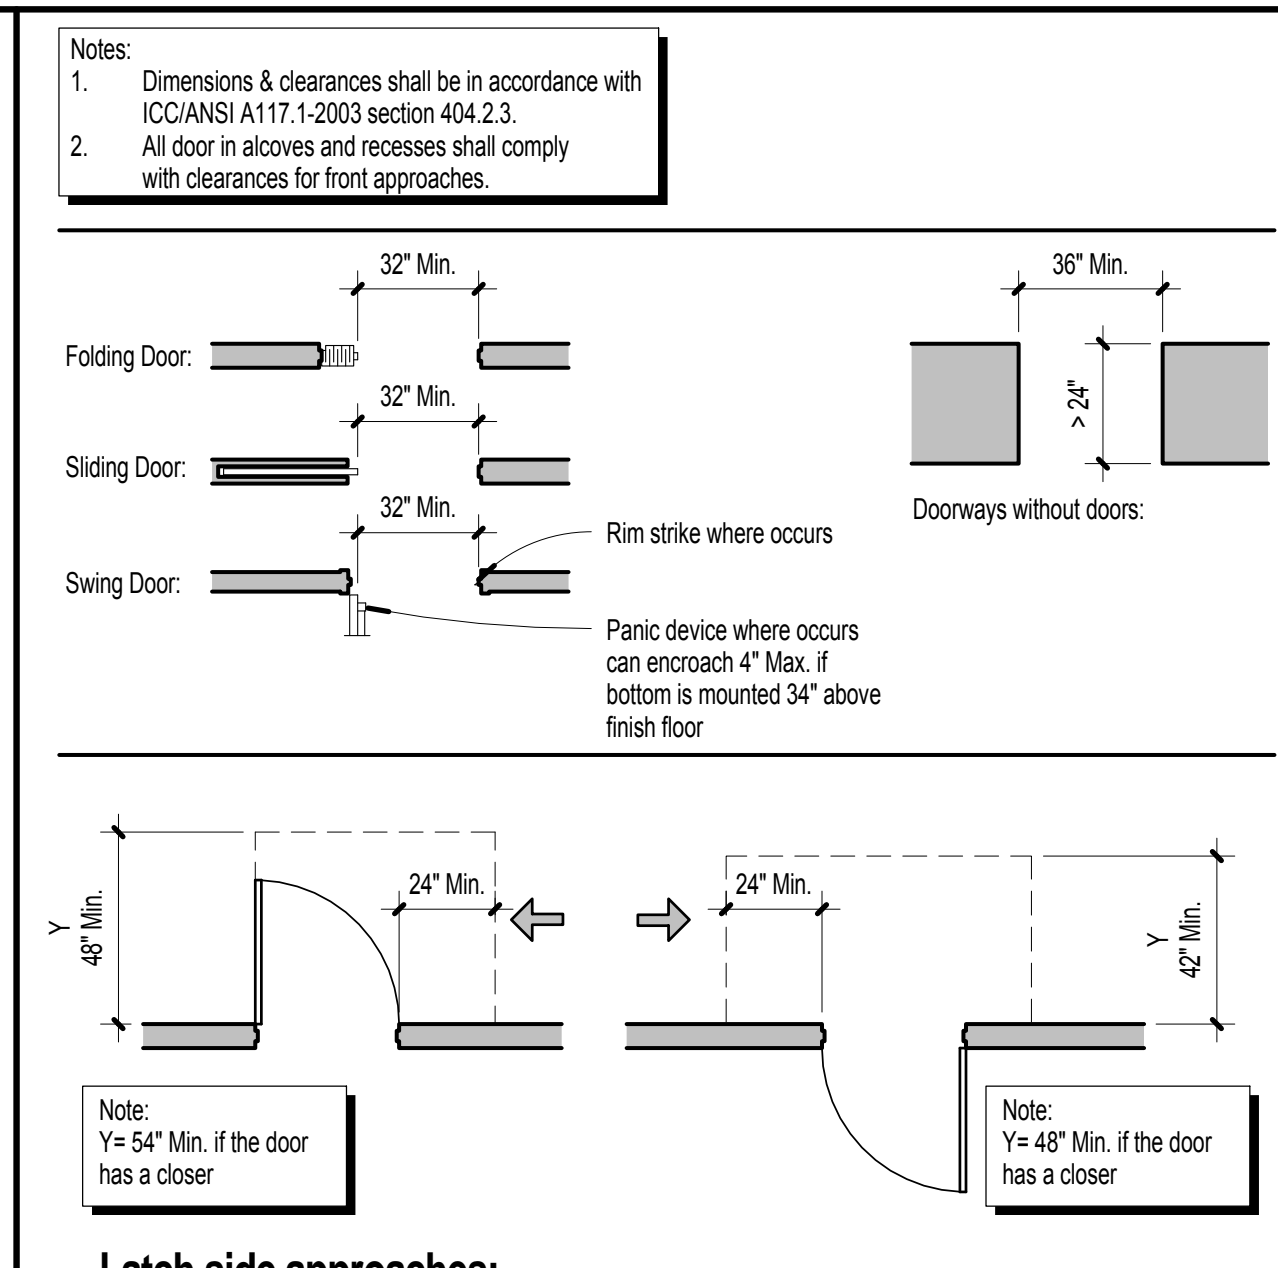 Notes:
1. Dimensions & clearances shall be in accordance with
ICC/ANSI A117.1-2003 section 404.2.3.
2. All door in alcoves and recesses shall comply
with clearances for front approaches.
32" Min.
36" Min.
Folding Door:
32" Min.
> 24"
Sliding Door:
32" Min.
Doorways without doors:
Rim strike where occurs
Swing Door:
Panic device where occurs
can encroach 4" Max. if
bottom is mounted 34" above
finish floor
Y
48" Min.
24" Min.
24" Min.
Y
42" Min.
Note:
Y= 54" Min. if the door
has a closer
Note:
Y= 48" Min. if the door
has a closer
Latch side approaches: